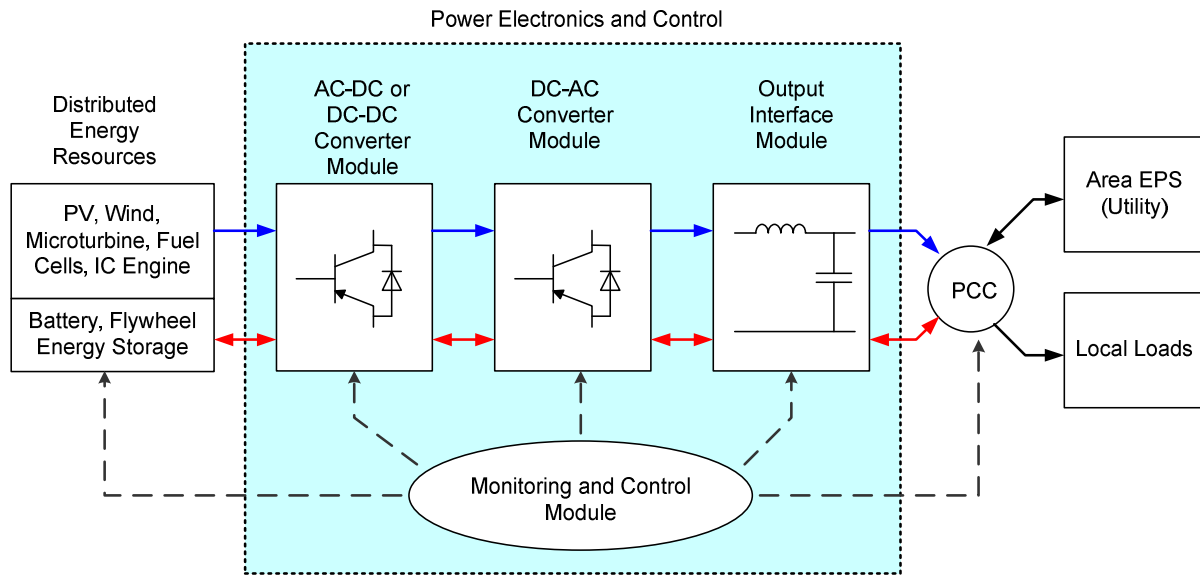 Power Electronics and Control
Distributed
Energy
Resources
AC-DC or
DC-DC
Converter
Module
DC-AC
Converter
Module
Output
Interface
Module
PV, Wind,
Microturbine, Fuel
Cells, IC Engine
Battery, Flywheel
Energy Storage
PCC
Area EPS
(Utility)
Local Loads
Monitoring and Control
Module